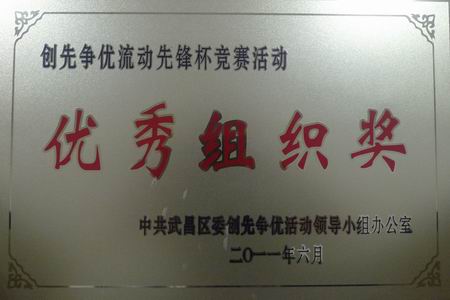 创先争优流动先锋杯竞赛活动
优秀组织奖
中共武昌区委创先争优活动领导小组办公室
二〇一一年六月